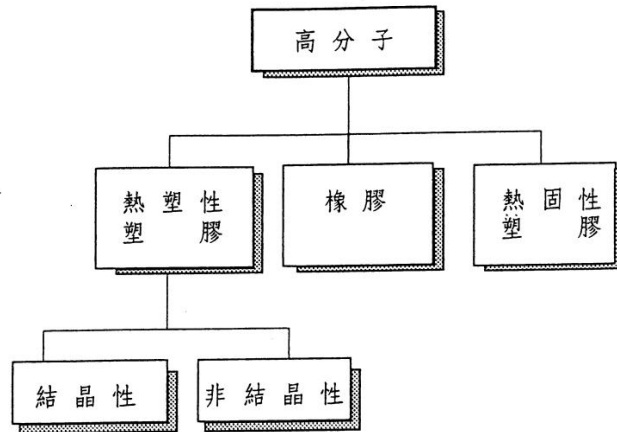 高分子
熱塑性
塑膠
橡膠
熱固性
塑膠
結晶性
非結晶性